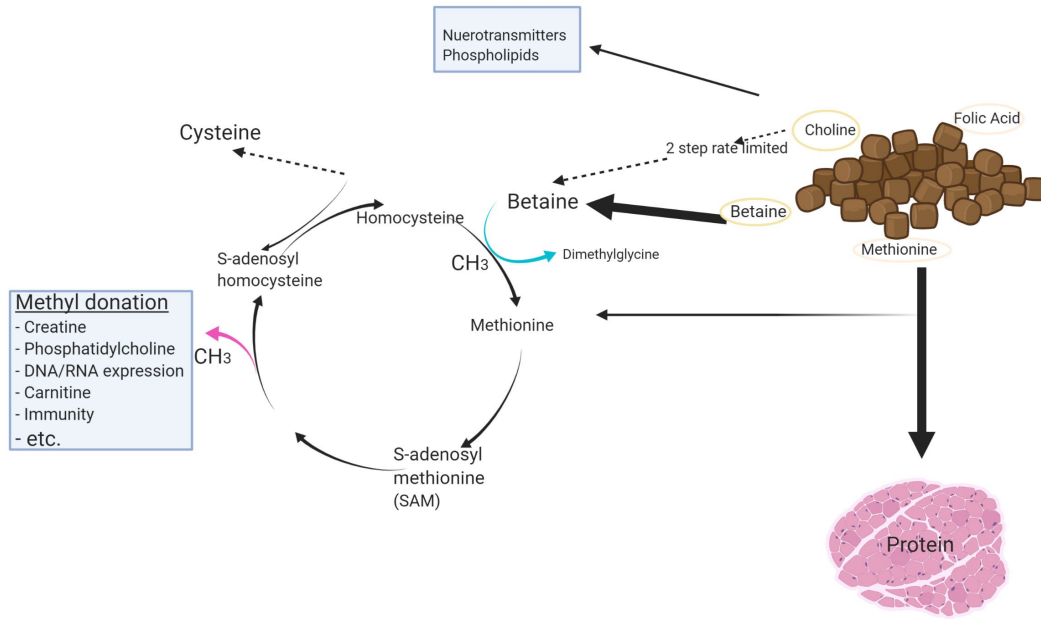 Nuerotransmitters
Phospholipids
Choline
Folic Acid
Cysteine
2 step rate limited
Betaine
Betaine
Homocysteine
Methionine
Dimethylglycine
CH3
S-adenosyl
homocysteine
Methionine
Methyl donation
- Creatine
- Phosphatidylcholine
- DNA/RNA expression
- Carnitine
- Immunity
- etc.
CH3
S-adenosyl
methionine
(SAM)
Protein